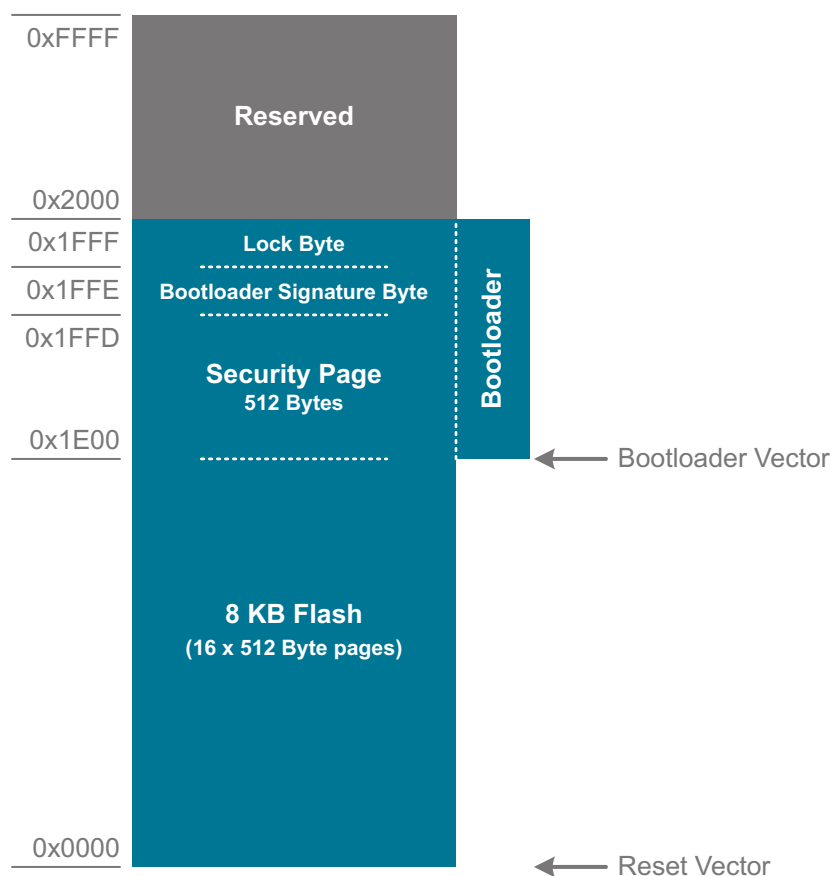 0xFFFF
Reserved
0x2000
0x1FFF
Lock Byte
0x1FFE
Bootloader Signature Byte
Bootloader
0x1FFD
Security Page
512 Bytes
0x1E00
Bootloader Vector
8 KB Flash
(16 x 512 Byte pages)
0x0000
Reset Vector